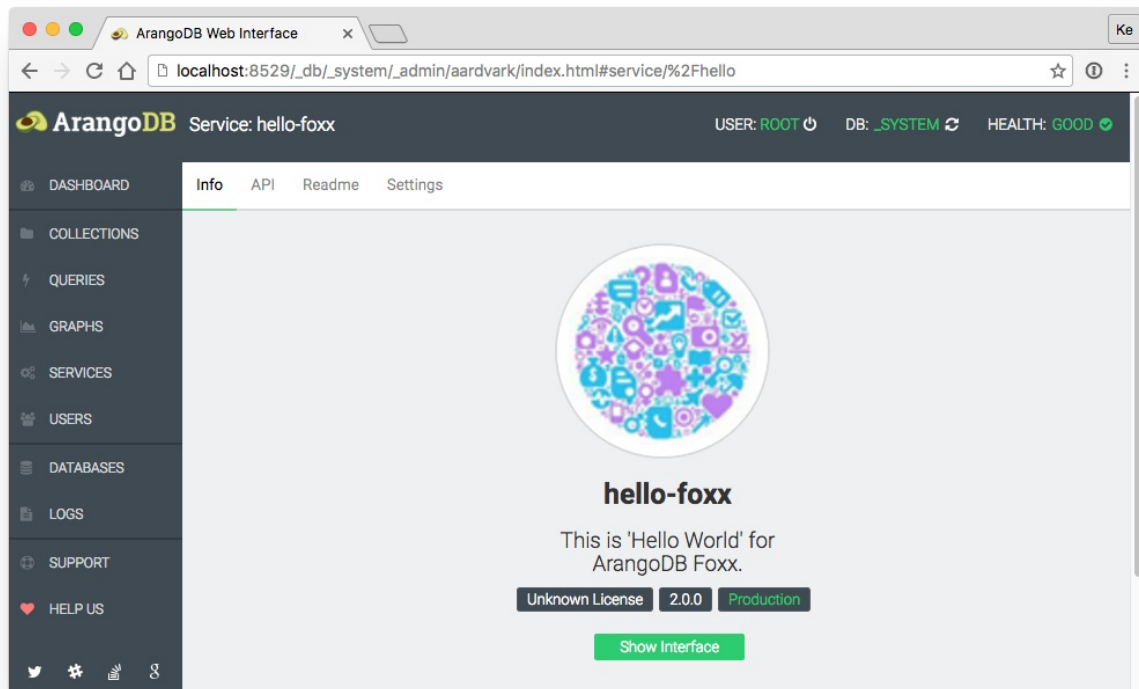 ArangoDB Web Interface
Ke
localhost:8529/_db/_system/_admin/aardvark/index.html#service/%2Fhello
ArangoDB Service: hello-foxx USER: ROOT DB: _SYSTEM HEALTH: GOOD
DASHBOARD
Info API Readme Settings
COLLECTIONS
QUERIES
GRAPHS
SERVICES
USERS
DATABASES
LOGS
SUPPORT
HELP US
hello-foxx
This is 'Hello World' for
ArangoDB Foxx.
Unknown License 2.0.0 Production
Show Interface